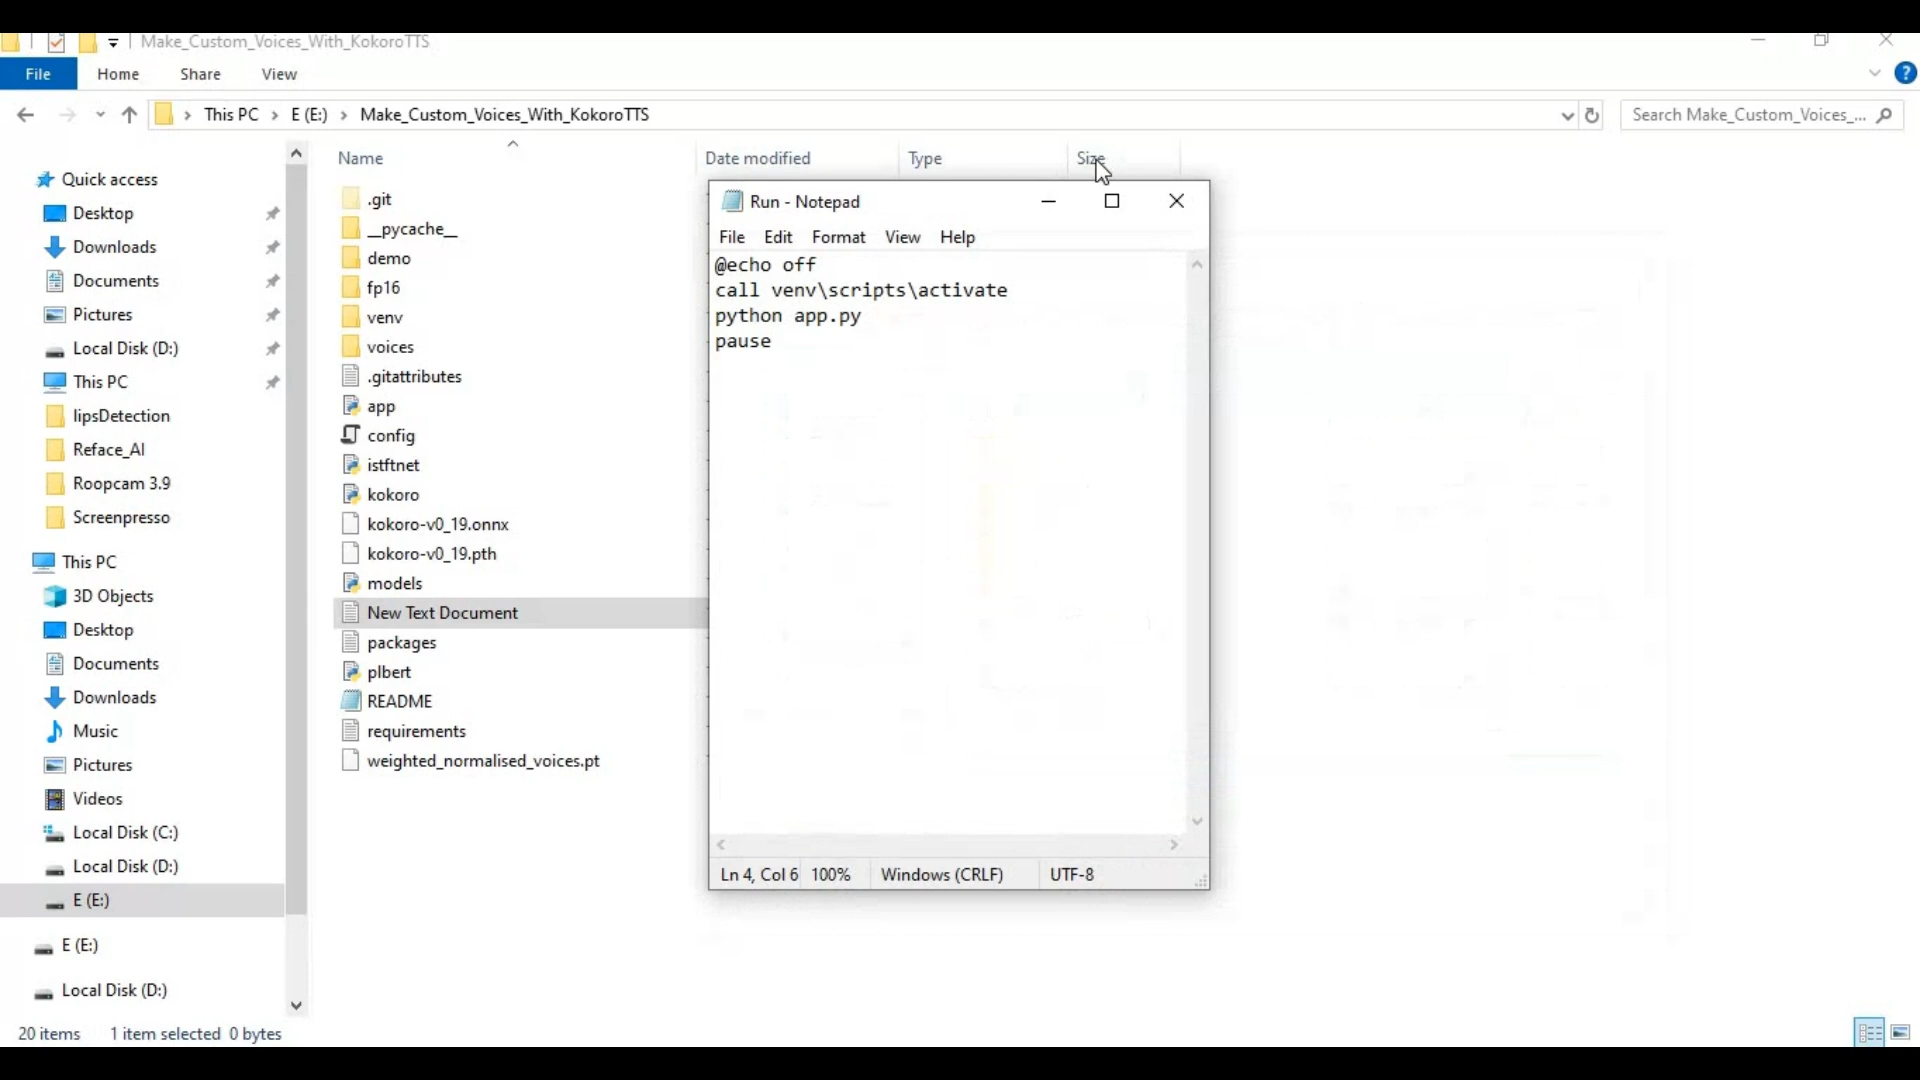 Make_Custom_Voices_With_KokoroTTS
File Home Share View
This PC E (E:) Make_Custom_Voices_With_KokoroTTS
Search Make_Custom_Voices_...
Quick access
Desktop
Downloads
Documents
Pictures
Local Disk (D:)
This PC
lipsDetection
Reface_AI
Roopcam 3.9
Screenpresso
This PC
3D Objects
Desktop
Documents
Downloads
Music
Pictures
Videos
Local Disk (C:)
Local Disk (D:)
E (E:)
E (E:)
Local Disk (D:)
Name Date modified Type Size
.git
__pycache__
demo
fp16
venv
voices
.gitattributes
app
config
istftnet
kokoro
kokoro-v0_19.onnx
kokoro-v0_19.pth
models
New Text Document
packages
plbert
README
requirements
weighted_normalised_voices.pt
Run - Notepad
File Edit Format View Help
@echo off
call venv\scripts\activate
python app.py
pause
Ln 4, Col 6 100% Windows (CRLF) UTF-8
20 items 1 item selected 0 bytes